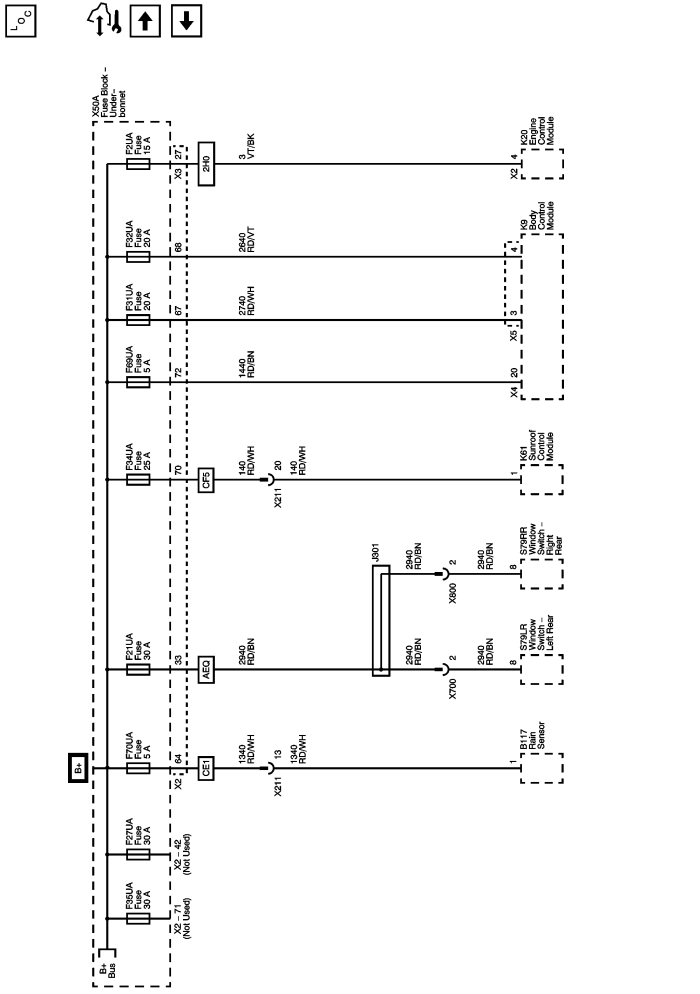 LOC
X50A
Fuse Block –
Under–
bonnet
F2UA
Fuse
15 A
27
X3
2H0
3
VT/BK
4
X2
K20
Engine
Control
Module
F32UA
Fuse
20 A
68
2640
RD/VT
4
K9
Body
Control
Module
F31UA
Fuse
20 A
67
2740
RD/WH
3
X5
F69UA
Fuse
5 A
72
1440
RD/BN
20
X4
F34UA
Fuse
25 A
70
CF5
140
RD/WH
20
X211
140
RD/WH
1
K61
Sunroof
Control
Module
J301
2940
RD/BN
2
X800
2940
RD/BN
8
S79RR
Window
Switch –
Right
Rear
F21UA
Fuse
30 A
33
AEQ
2940
RD/BN
2940
RD/BN
2
X700
2940
RD/BN
8
S79LR
Window
Switch –
Left Rear
B+
F70UA
Fuse
5 A
64
X2
CE1
1340
RD/WH
13
X211
1340
RD/WH
1
B117
Rain
Sensor
F27UA
Fuse
30 A
X2 – 42
(Not Used)
F35UA
Fuse
30 A
X2 – 71
(Not Used)
B+
Bus